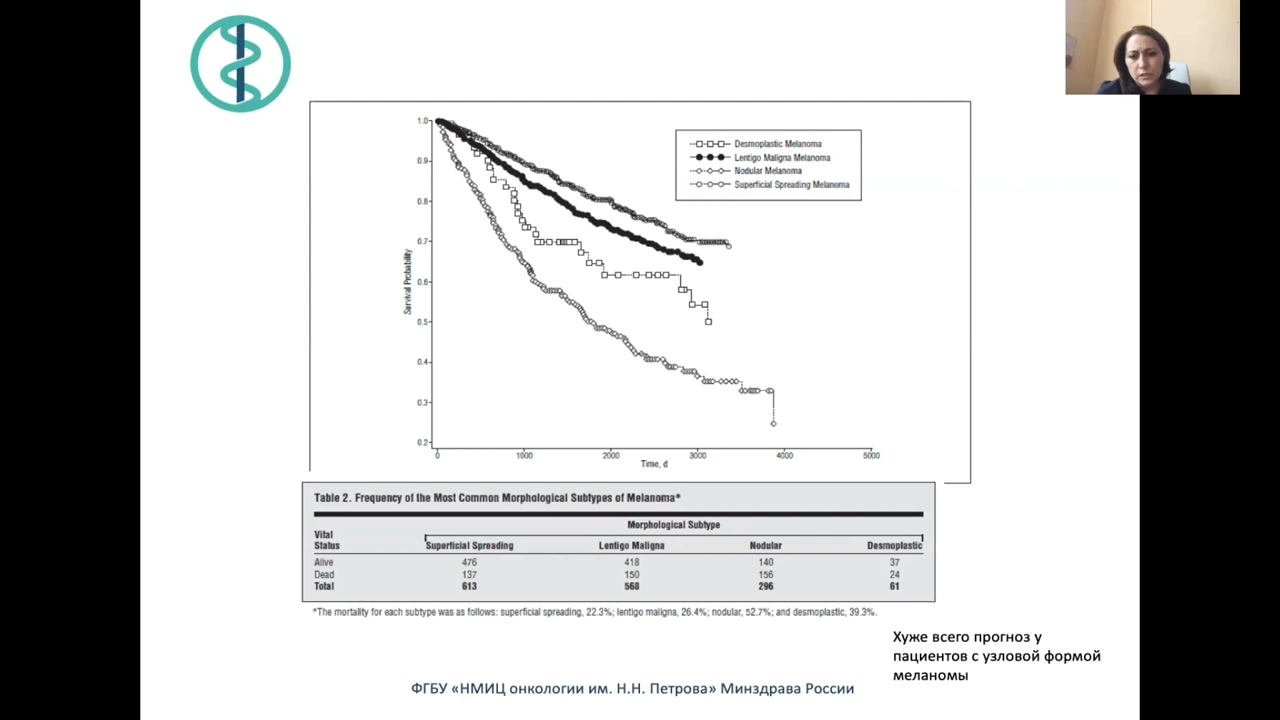 1.0
0.9
0.8
0.7
0.6
0.5
0.4
0.3
0.2
Survival Probability
0 1000 2000 3000 4000 5000
Time, d
Desmoplastic Melanoma
Lentigo Maligna Melanoma
Nodular Melanoma
Superficial Spreading Melanoma
Table 2. Frequency of the Most Common Morphological Subtypes of Melanoma*
Morphological Subtype
Vital
Status Superficial Spreading Lentigo Maligna Nodular Desmoplastic
Alive 476 418 140 37
Dead 137 150 156 24
Total 613 568 296 61
*The mortality for each subtype was as follows: superficial spreading, 22.3%; lentigo maligna, 26.4%; nodular, 52.7%; and desmoplastic, 39.3%.
Хуже всего прогноз у
пациентов с узловой формой
меланомы
ФГБУ «НМИЦ онкологии им. Н.Н. Петрова» Минздрава России